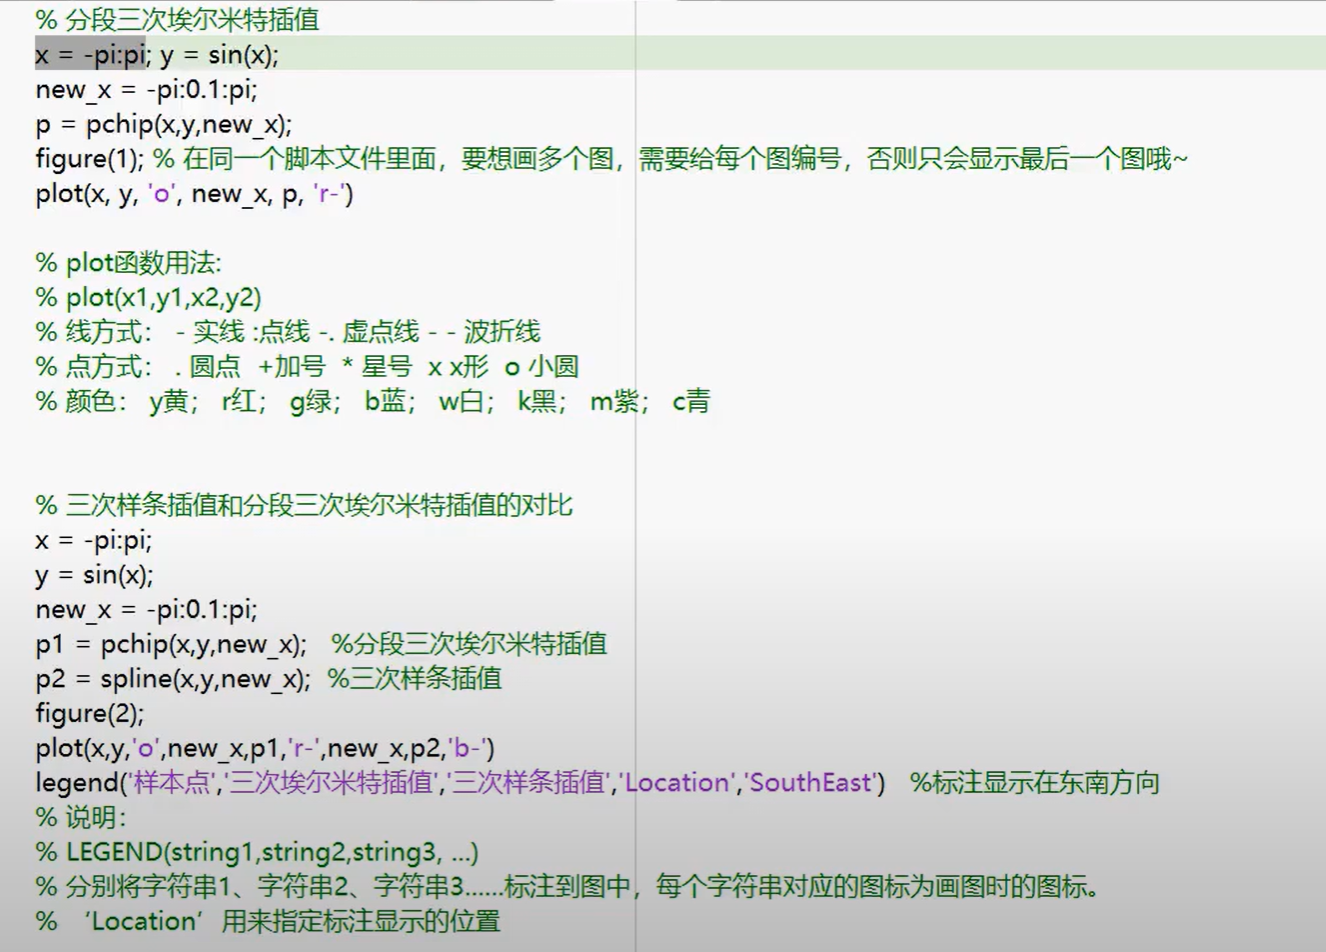 % 分段三次埃尔米特插值
x = -pi:pi; y = sin(x);
new_x = -pi:0.1:pi;
p = pchip(x,y,new_x);
figure(1); % 在同一个脚本文件里面，要想画多个图，需要给每个图编号，否则只会显示最后一个图哦~
plot(x, y, 'o', new_x, p, 'r-')
% plot函数用法:
% plot(x1,y1,x2,y2)
% 线方式： - 实线 :点线 -. 虚点线 - - 波折线
% 点方式： . 圆点 +加号 * 星号 x x形 o 小圆
% 颜色： y黄； r红； g绿； b蓝； w白； k黑； m紫； c青
% 三次样条插值和分段三次埃尔米特插值的对比
x = -pi:pi;
y = sin(x);
new_x = -pi:0.1:pi;
p1 = pchip(x,y,new_x); %分段三次埃尔米特插值
p2 = spline(x,y,new_x); %三次样条插值
figure(2);
plot(x,y,'o',new_x,p1,'r-',new_x,p2,'b-')
legend('样本点','三次埃尔米特插值','三次样条插值','Location','SouthEast') %标注显示在东南方向
% 说明：
% LEGEND(string1,string2,string3, ...)
% 分别将字符串1、字符串2、字符串3……标注到图中，每个字符串对应的图标为画图时的图标。
% ‘Location’用来指定标注显示的位置